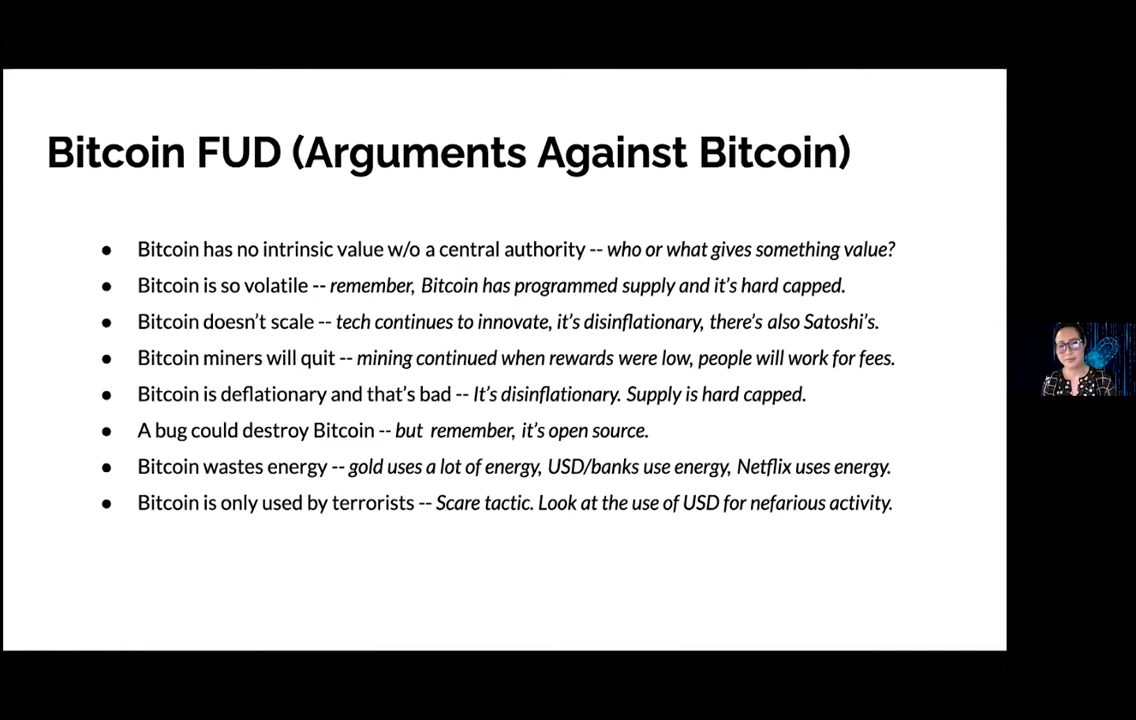 Bitcoin FUD (Arguments Against Bitcoin)
● Bitcoin has no intrinsic value w/o a central authority -- who or what gives something value?
● Bitcoin is so volatile -- remember, Bitcoin has programmed supply and it's hard capped.
● Bitcoin doesn't scale -- tech continues to innovate, it's disinflationary, there's also Satoshi's.
● Bitcoin miners will quit -- mining continued when rewards were low, people will work for fees.
● Bitcoin is deflationary and that's bad -- It's disinflationary. Supply is hard capped.
● A bug could destroy Bitcoin -- but remember, it's open source.
● Bitcoin wastes energy -- gold uses a lot of energy, USD/banks use energy, Netflix uses energy.
● Bitcoin is only used by terrorists -- Scare tactic. Look at the use of USD for nefarious activity.